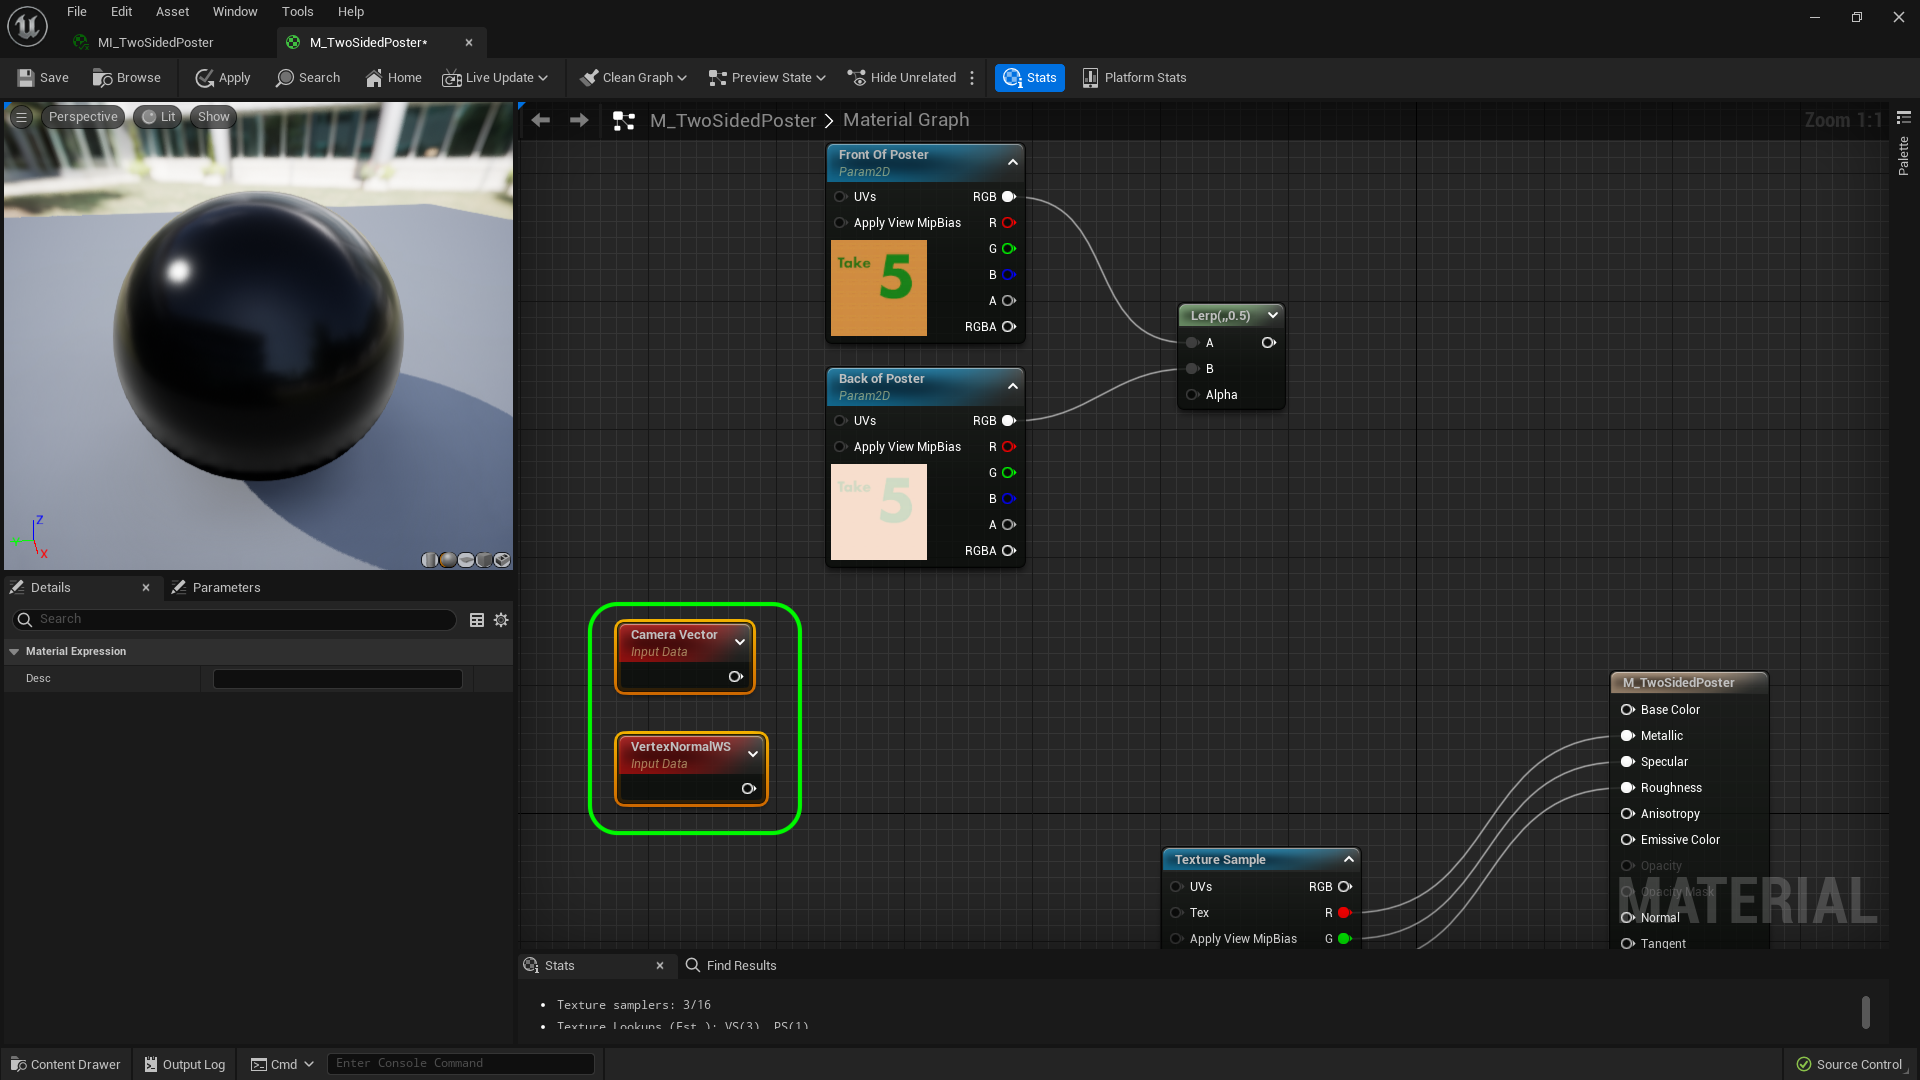 File Edit Asset Window Tools Help
MI_TwoSidedPoster
M_TwoSidedPoster*
Save Browse Apply Search Home Live Update Clean Graph Preview State Hide Unrelated Stats Platform Stats
Perspective Lit Show
M_TwoSidedPoster > Material Graph
Zoom 1:1
Palette
Front Of Poster
Param2D
UVs RGB
Apply View MipBias R
G
B
A
RGBA
Take 5
Lerp(,,0.5)
A
B
Alpha
Back of Poster
Param2D
UVs RGB
Apply View MipBias R
G
B
A
RGBA
Take 5
Z
X
Details
Parameters
Search
Material Expression
Desc
Camera Vector
Input Data
VertexNormalWS
Input Data
M_TwoSidedPoster
Base Color
Metallic
Specular
Roughness
Anisotropy
Emissive Color
Opacity
Opacity Mask
Normal
Tangent
MATERIAL
Texture Sample
UVs RGB
Tex R
Apply View MipBias G
Stats
Find Results
Texture samplers: 3/16
Texture Lookups (Est.): VS(3), PS(1)
Content Drawer Output Log Cmd Enter Console Command Source Control